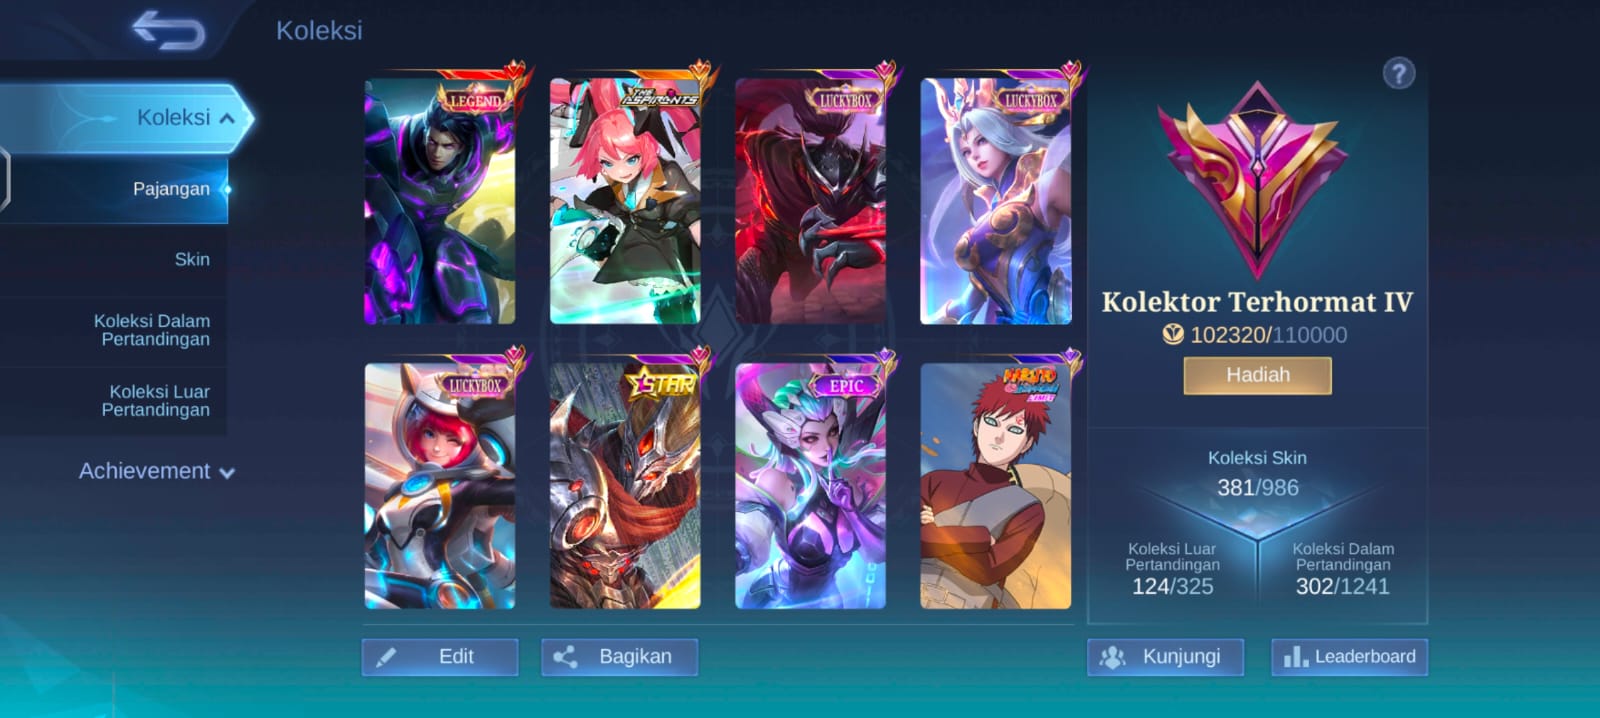 Koleksi
Koleksi
Pajangan
Skin
Koleksi Dalam
Pertandingan
Koleksi Luar
Pertandingan
Achievement
LEGEND
THE ASPIRANTS
LUCKYBOX
LUCKYBOX
LUCKYBOX
STAR
EPIC
NARUTO
Edit
Bagikan
?
Kolektor Terhormat IV
102320/110000
Hadiah
Koleksi Skin
381/986
Koleksi Luar
Pertandingan
124/325
Koleksi Dalam
Pertandingan
302/1241
Kunjungi
Leaderboard